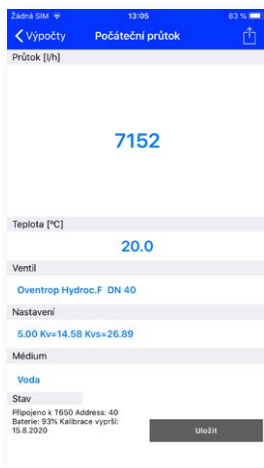 Žádná SIM 13:05 83 %
Výpočty Počáteční průtok
Průtok [l/h]
7152
Teplota [ºC]
20.0
Ventil
Oventrop Hydroc.F DN 40
Nastavení
5.00 Kv=14.58 Kvs=26.89
Médium
Voda
Stav
Připojeno k T650 Address: 40
Baterie: 93% Kalibrace vyprší:
15.8.2020
Uložit